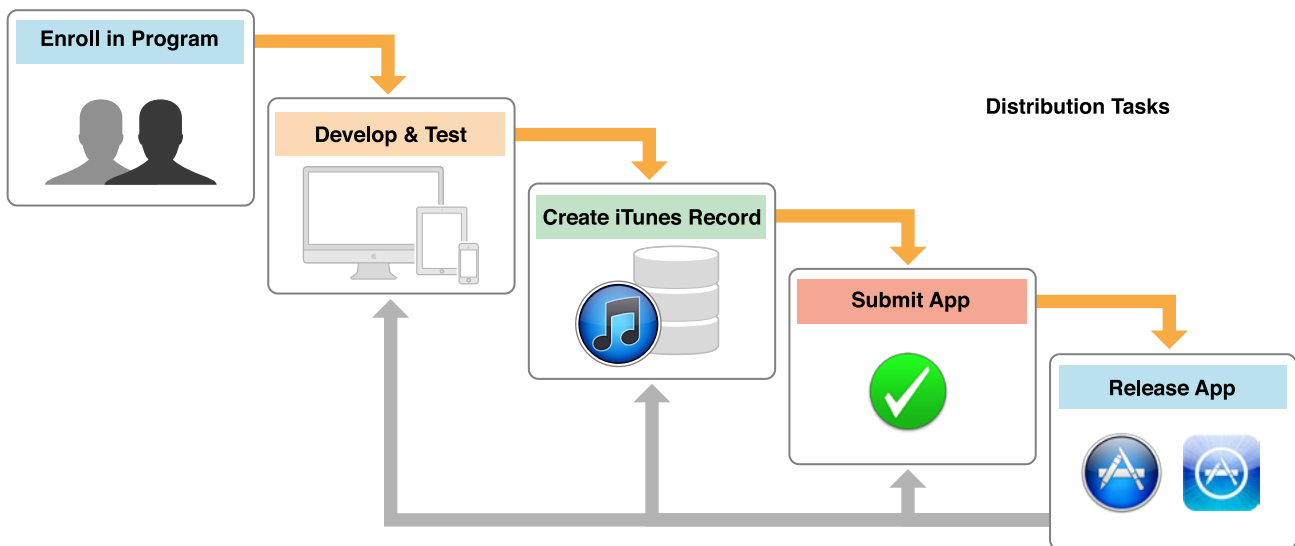 Enroll in Program
Distribution Tasks
Develop & Test
Create iTunes Record
Submit App
Release App